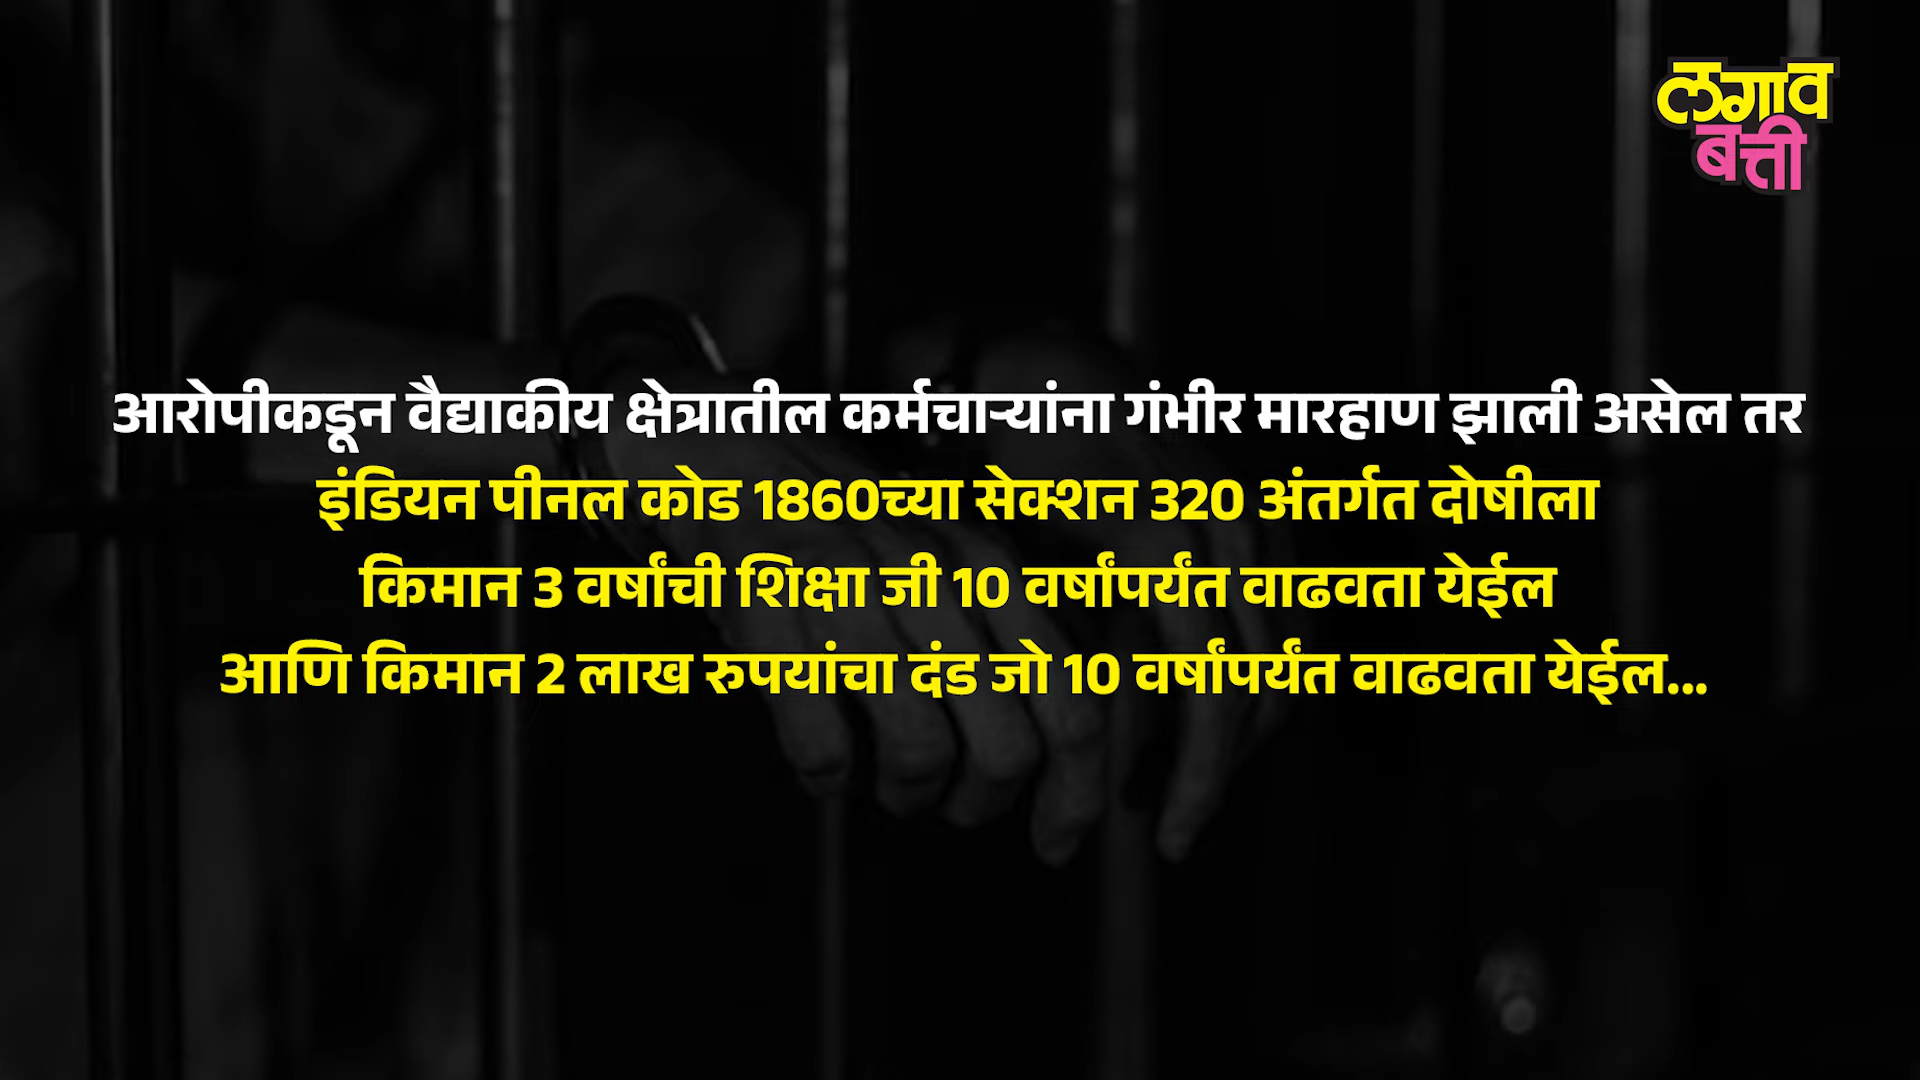 लगाव
बत्ती
आरोपीकडून वैद्याकीय क्षेत्रातील कर्मचाऱ्यांना गंभीर मारहाण झाली असेल तर
इंडियन पीनल कोड 1860च्या सेक्शन 320 अंतर्गत दोषीला
किमान 3 वर्षांची शिक्षा जी 10 वर्षांपर्यंत वाढवता येईल
आणि किमान 2 लाख रुपयांचा दंड जो 10 वर्षांपर्यंत वाढवता येईल...